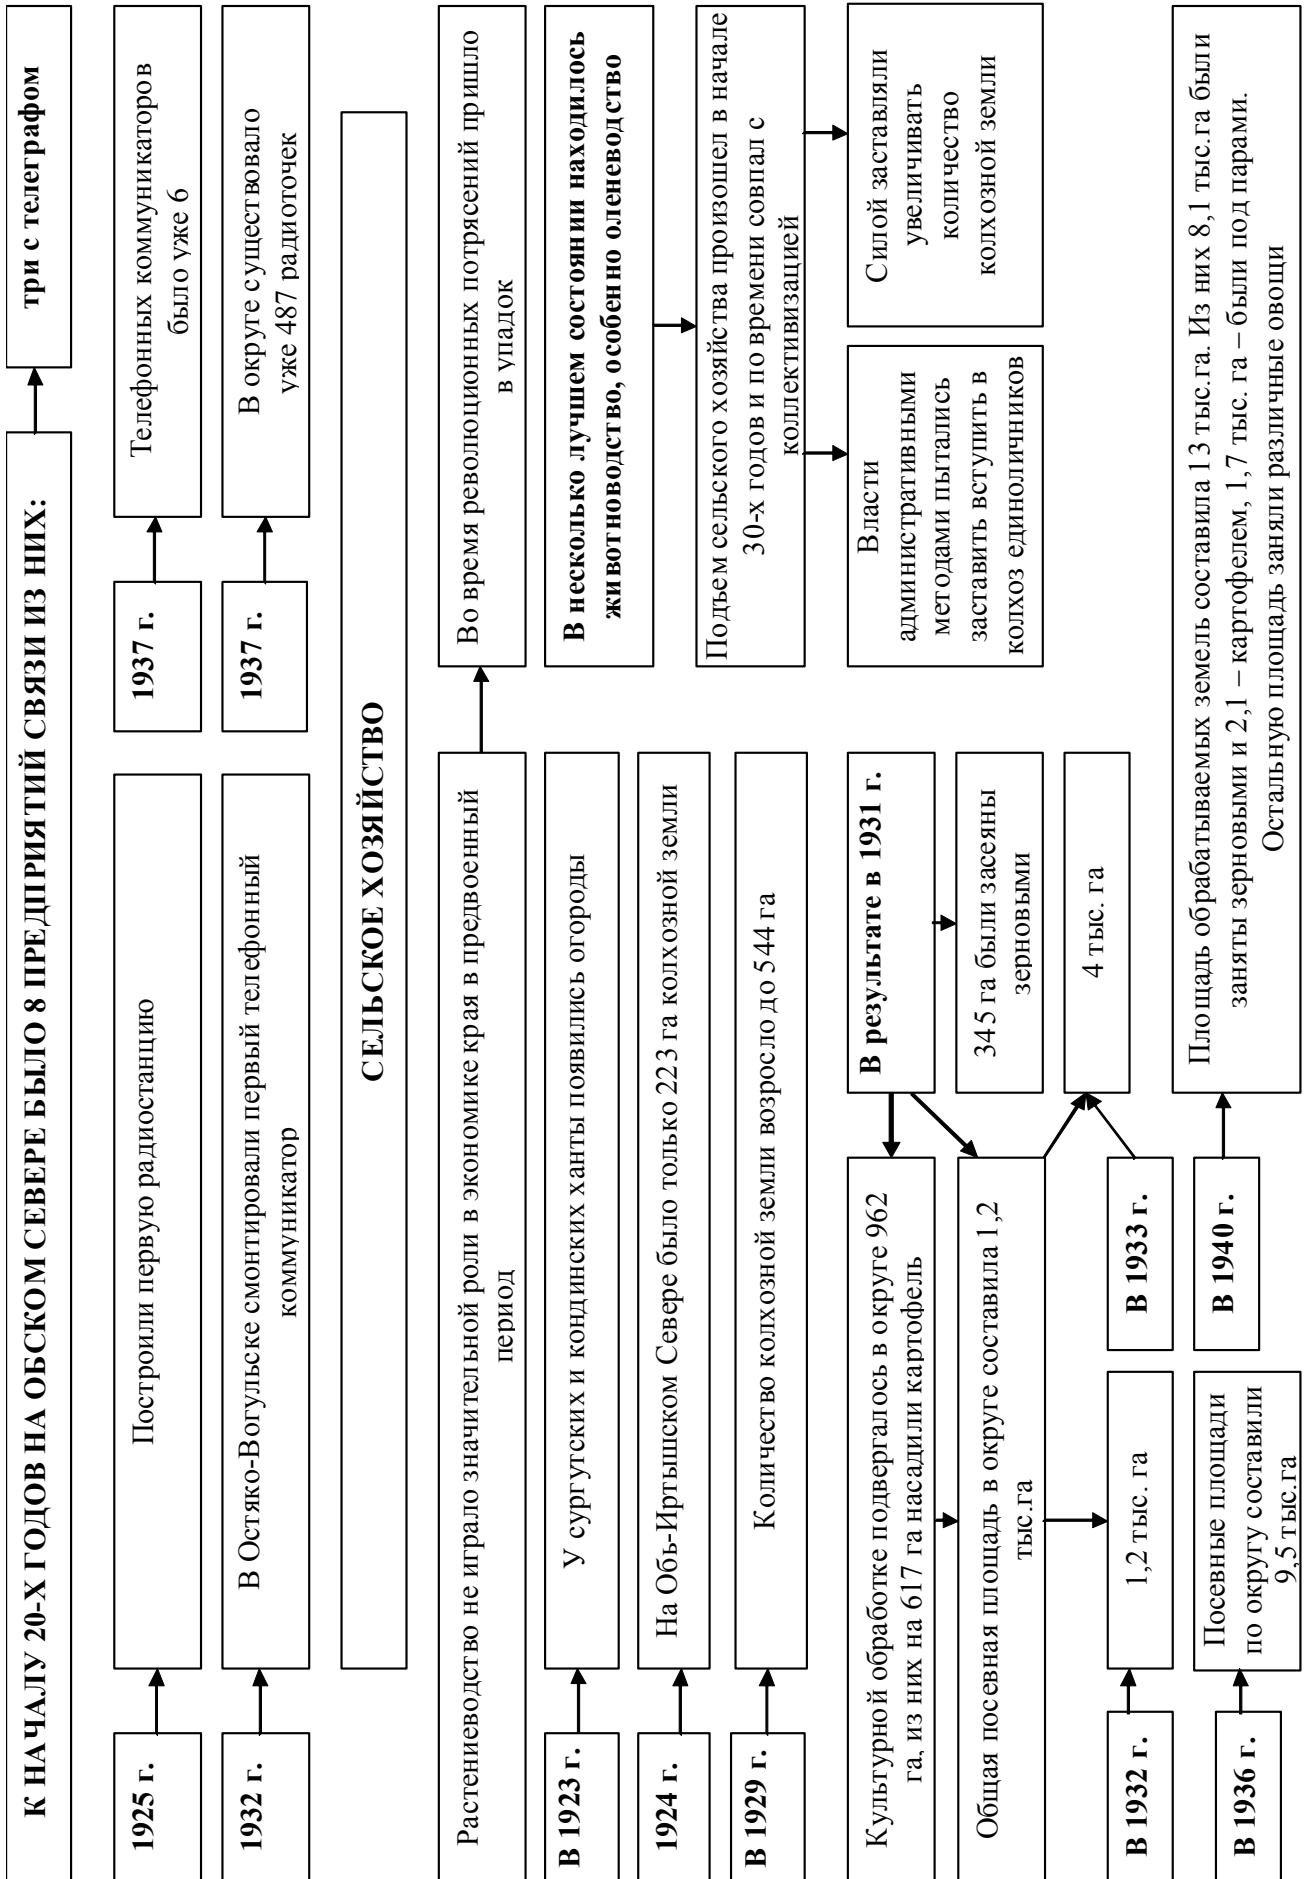 К НАЧАЛУ 20-Х ГОДОВ НА ОБСКОМ СЕВЕРЕ БЫЛО 8 ПРЕДПРИЯТИЙ СВЯЗИ ИЗ НИХ:
три с телеграфом
1925 г.
Построили первую радиостанцию
1937 г.
Телефонных коммуникаторов
было уже 6
1932 г.
В Остяко-Вогульске смонтировали первый телефонный
коммуникатор
1937 г.
В округе существовало
уже 487 радиоточек
СЕЛЬСКОЕ ХОЗЯЙСТВО
Растениеводство не играло значительной роли в экономике края в предвоенный
период
Во время революционных потрясений пришло
в упадок
В 1923 г.
У сургутских и кондинских ханты появились огороды
В несколько лучшем состоянии находилось
животноводство, особенно оленеводство
1924 г.
На Обь-Иртышском Севере было только 223 га колхозной земли
В 1929 г.
Количество колхозной земли возросло до 544 га
Подъем сельского хозяйства произошел в начале
30-х годов и по времени совпал с
коллективизацией
Культурной обработке подвергалось в округе 962
га, из них на 617 га насадили картофель
В результате в 1931 г.
Власти
административными
методами пытались
заставить вступить в
колхоз единоличников
Силой заставляли
увеличивать
количество
колхозной земли
Общая посевная площадь в округе составила 1,2
тыс.га
345 га были засеяны
зерновыми
В 1932 г.
1,2 тыс. га
В 1933 г.
4 тыс. га
В 1936 г.
Посевные площади
по округу составили
9,5 тыс.га
В 1940 г.
Площадь обрабатываемых земель составила 13 тыс.га. Из них 8,1 тыс.га были
заняты зерновыми и 2,1 – картофелем, 1,7 тыс. га – были под парами.
Остальную площадь заняли различные овощи